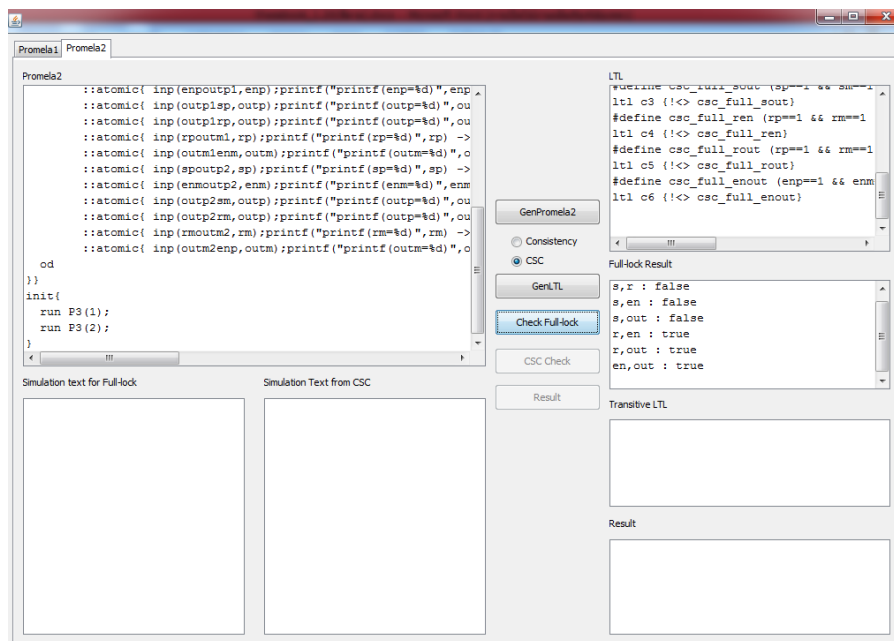 Promela1 Promela2
Promela2
::atomic{ inp(enpoutp1,enp);printf("printf(enp=%d)",enp
::atomic{ inp(outp1sp,outp);printf("printf(outp=%d)",ou
::atomic{ inp(outp1rp,outp);printf("printf(outp=%d)",ou
::atomic{ inp(rpoutm1,rp);printf("printf(rp=%d)",rp) ->
::atomic{ inp(outm1enm,outm);printf("printf(outm=%d)",o
::atomic{ inp(spoutp2,sp);printf("printf(sp=%d)",sp) ->
::atomic{ inp(enmoutp2,enm);printf("printf(enm=%d)",enm
::atomic{ inp(outp2sm,outp);printf("printf(outp=%d)",ou
::atomic{ inp(outp2rm,outp);printf("printf(outp=%d)",ou
::atomic{ inp(rmoutm2,rm);printf("printf(rm=%d)",rm) ->
::atomic{ inp(outm2enp,outm);printf("printf(outm=%d)",o
od
}}
init{
run P3(1);
run P3(2);
}
Simulation text for Full-lock
Simulation Text from CSC
GenPromela2
Consistency
CSC
GenLTL
Check Full-lock
CSC Check
Result
LTL
#define csc_full_sout (sp==1 && sm==1
ltl c3 {!<> csc_full_sout}
#define csc_full_ren (rp==1 && rm==1
ltl c4 {!<> csc_full_ren}
#define csc_full_rout (rp==1 && rm==1
ltl c5 {!<> csc_full_rout}
#define csc_full_enout (enp==1 && enm
ltl c6 {!<> csc_full_enout}
Full-lock Result
s,r : false
s,en : false
s,out : false
r,en : true
r,out : true
en,out : true
Transitive LTL
Result